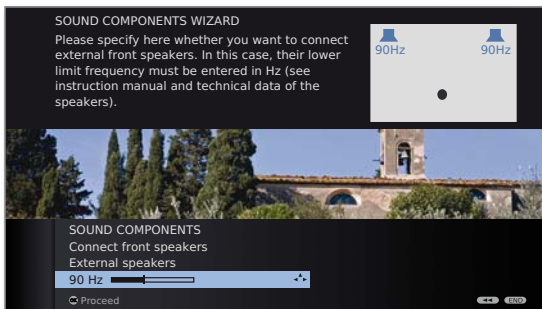 SOUND COMPONENTS WIZARD
Please specify here whether you want to connect
external front speakers. In this case, their lower
limit frequency must be entered in Hz (see
instruction manual and technical data of the
speakers).
90Hz 90Hz
SOUND COMPONENTS
Connect front speakers
External speakers
90 Hz
OK Proceed
END